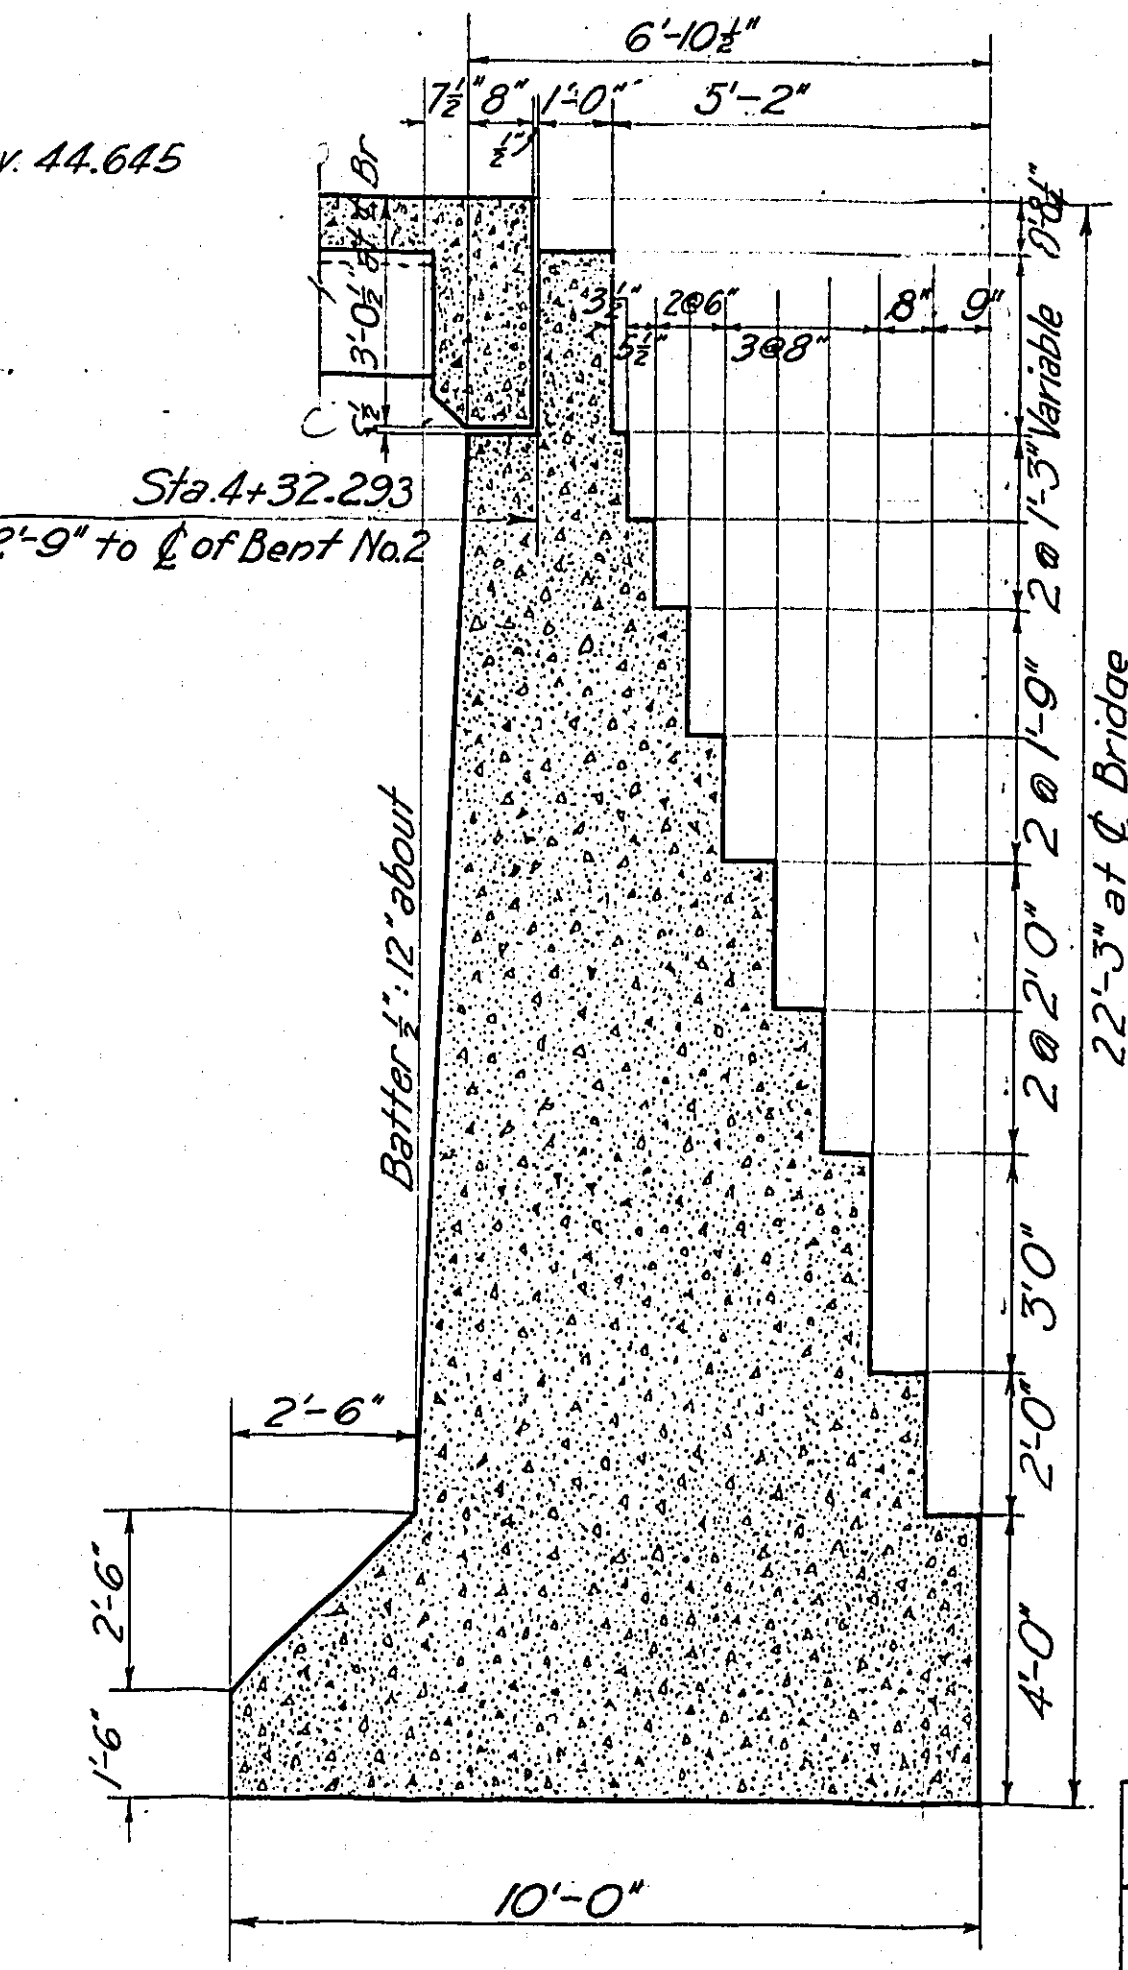 6'-10½"
7½" 8" 1'-0" 5'-2"
½"
v. 44.645
3'-0½" at ℄ Br
3½" 2@6" 8" 9"
5½" 3@8"
Variable
Sta.4+32.293
2'-9" to ℄ of Bent No.2
2@1'-3"
2@1'-9"
22'-3" at ℄ Bridge
Batter ½":12" about
2@2'0"
3'0"
2'-6"
2'-0"
2'-6"
4'-0"
1'-6"
10'-0"